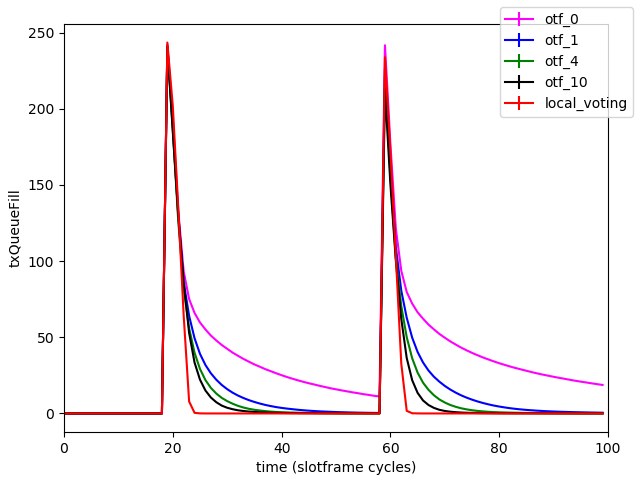 otf_0
otf_1
otf_4
otf_10
local_voting
250
200
150
100
50
0
txQueueFill
0 20 40 60 80 100
time (slotframe cycles)